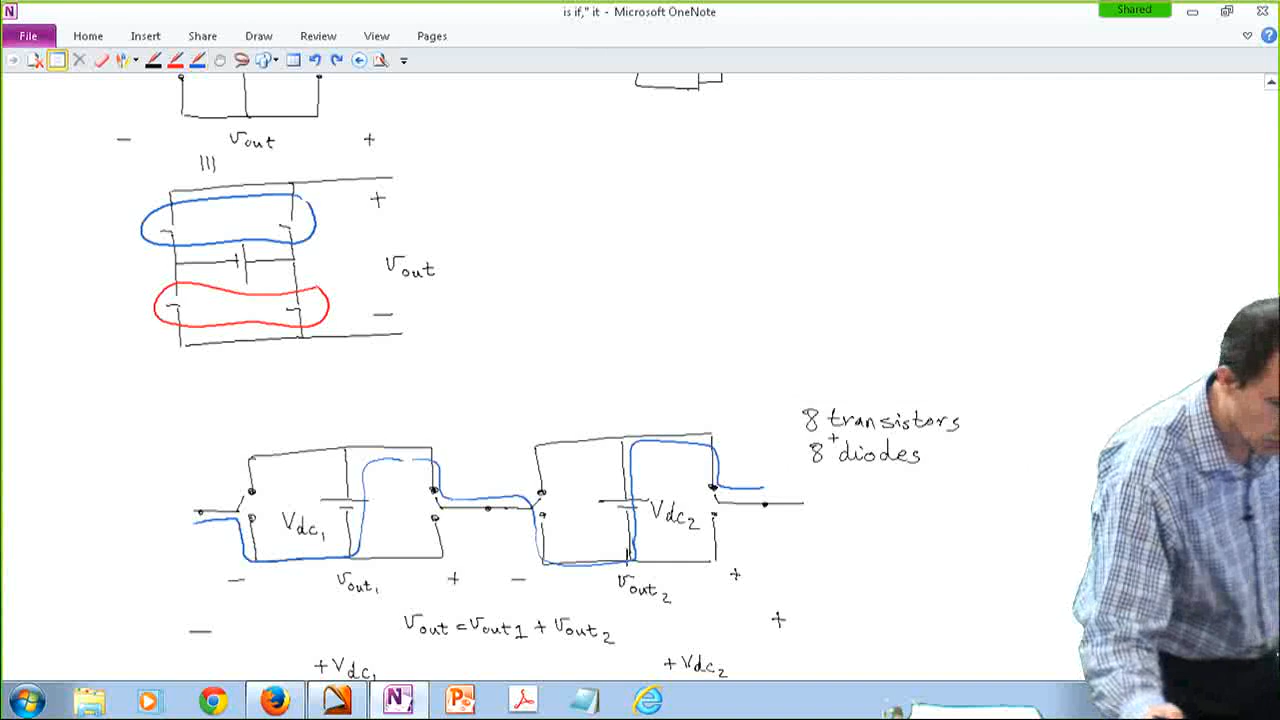 is if," it - Microsoft OneNote
Shared
File Home Insert Share Draw Review View Pages
− Vout +
+
Vout
−
8 transistors
+
8 diodes
Vdc1
Vdc2
− Vout1 + − Vout2 +
− Vout = Vout1 + Vout2 +
+Vdc1 +Vdc2